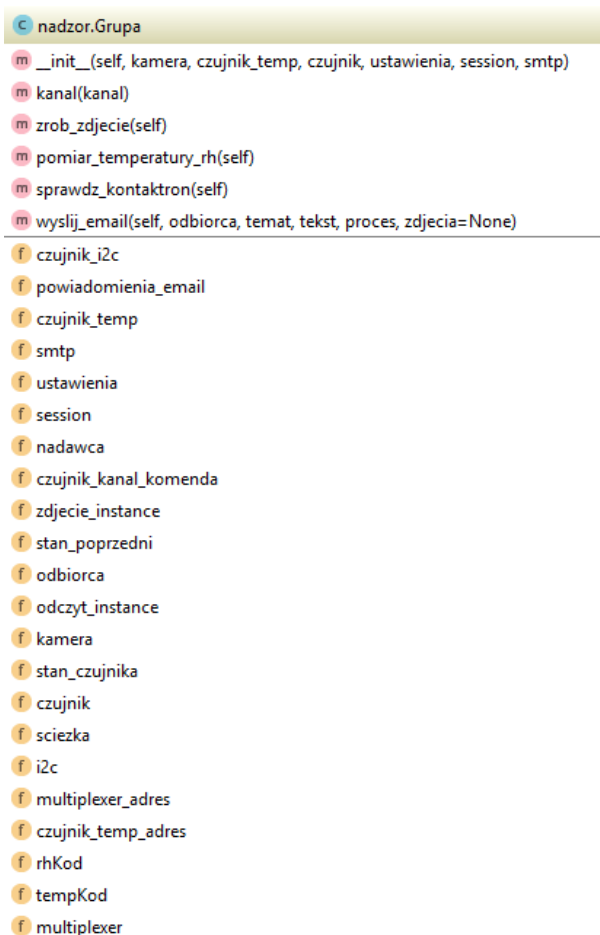 C nadzor.Grupa
m __init__(self, kamera, czujnik_temp, czujnik, ustawienia, session, smtp)
m kanal(kanal)
m zrob_zdjecie(self)
m pomiar_temperatury_rh(self)
m sprawdz_kontaktron(self)
m wyslij_email(self, odbiorca, temat, tekst, proces, zdjecia=None)
f czujnik_i2c
f powiadomienia_email
f czujnik_temp
f smtp
f ustawienia
f session
f nadawca
f czujnik_kanal_komenda
f zdjecie_instance
f stan_poprzedni
f odbiorca
f odczyt_instance
f kamera
f stan_czujnika
f czujnik
f sciezka
f i2c
f multiplexer_adres
f czujnik_temp_adres
f rhKod
f tempKod
f multiplexer